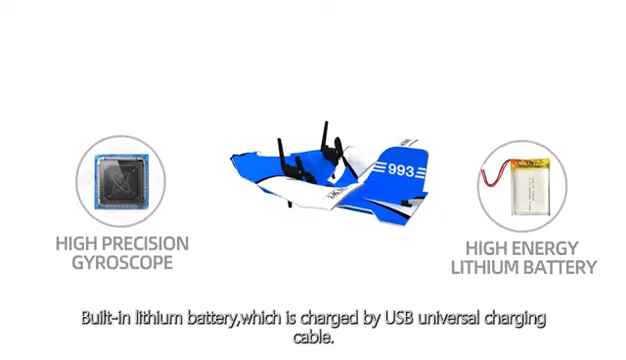 993
HIGH PRECISION
GYROSCOPE
HIGH ENERGY
LITHIUM BATTERY
Built-in lithium battery,which is charged by USB universal charging
cable.